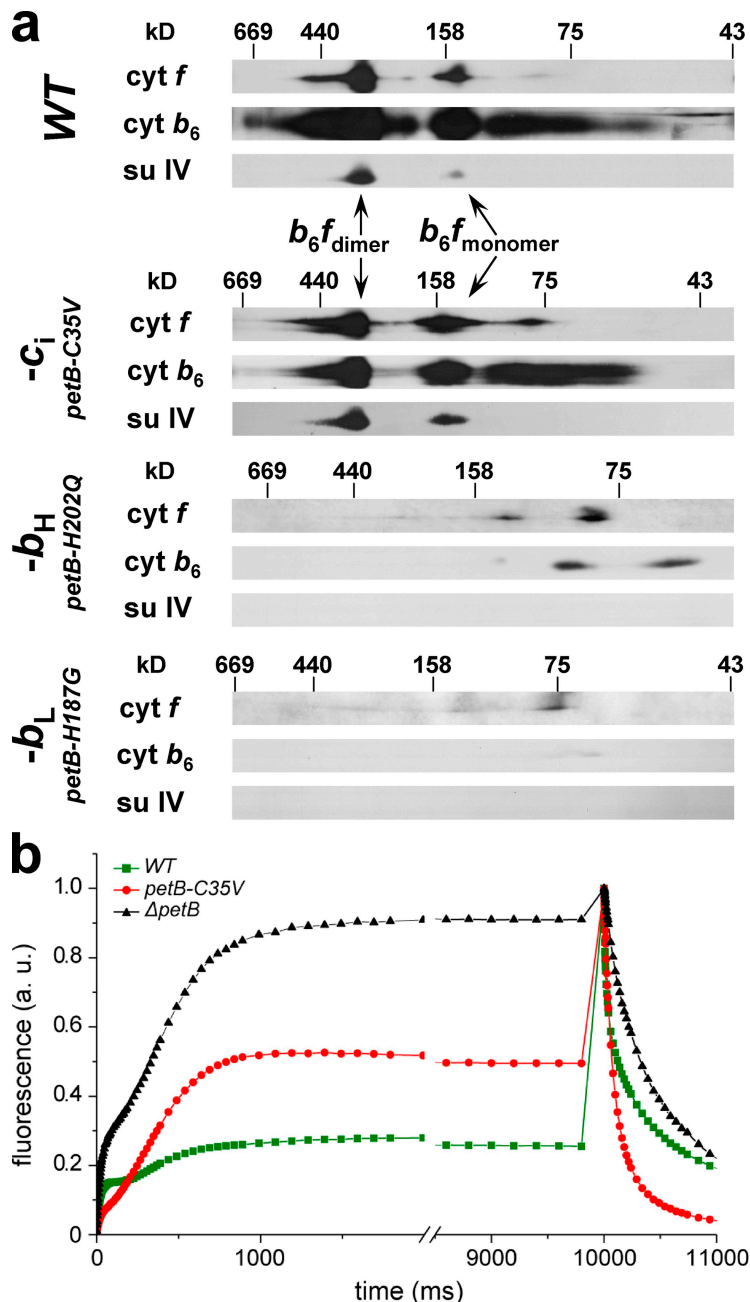 a
kD 669 440 158 75 43
WT
cyt f
cyt b6
su IV
b6fdimer b6fmonomer
kD 669 440 158 75 43
-ci
petB-C35V
cyt f
cyt b6
su IV
kD 669 440 158 75
-bH
petB-H202Q
cyt f
cyt b6
su IV
kD 669 440 158 75 43
-bL
petB-H187G
cyt f
cyt b6
su IV
b
WT
petB-C35V
ΔpetB
fluorescence (a. u.)
1.0
0.8
0.6
0.4
0.2
0
0 1000 9000 10000 11000
time (ms)